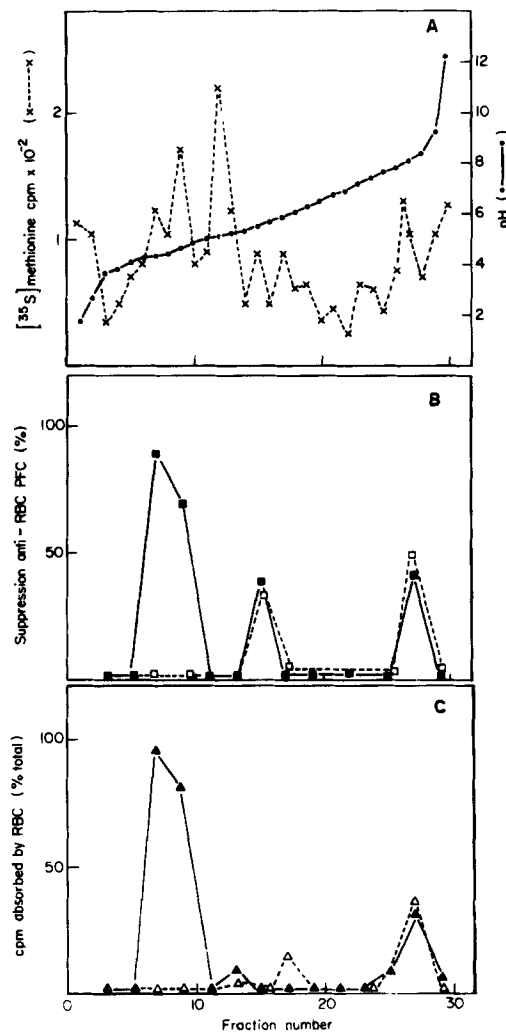 A
[35S] methionine cpm x 10-2 (x-----x)
2
1
12
10
8
6
4
2
pH (•——•)
B
Suppression anti-RBC PFC (%)
100
50
C
cpm absorbed by RBC (% total)
100
50
0
10
20
30
Fraction number